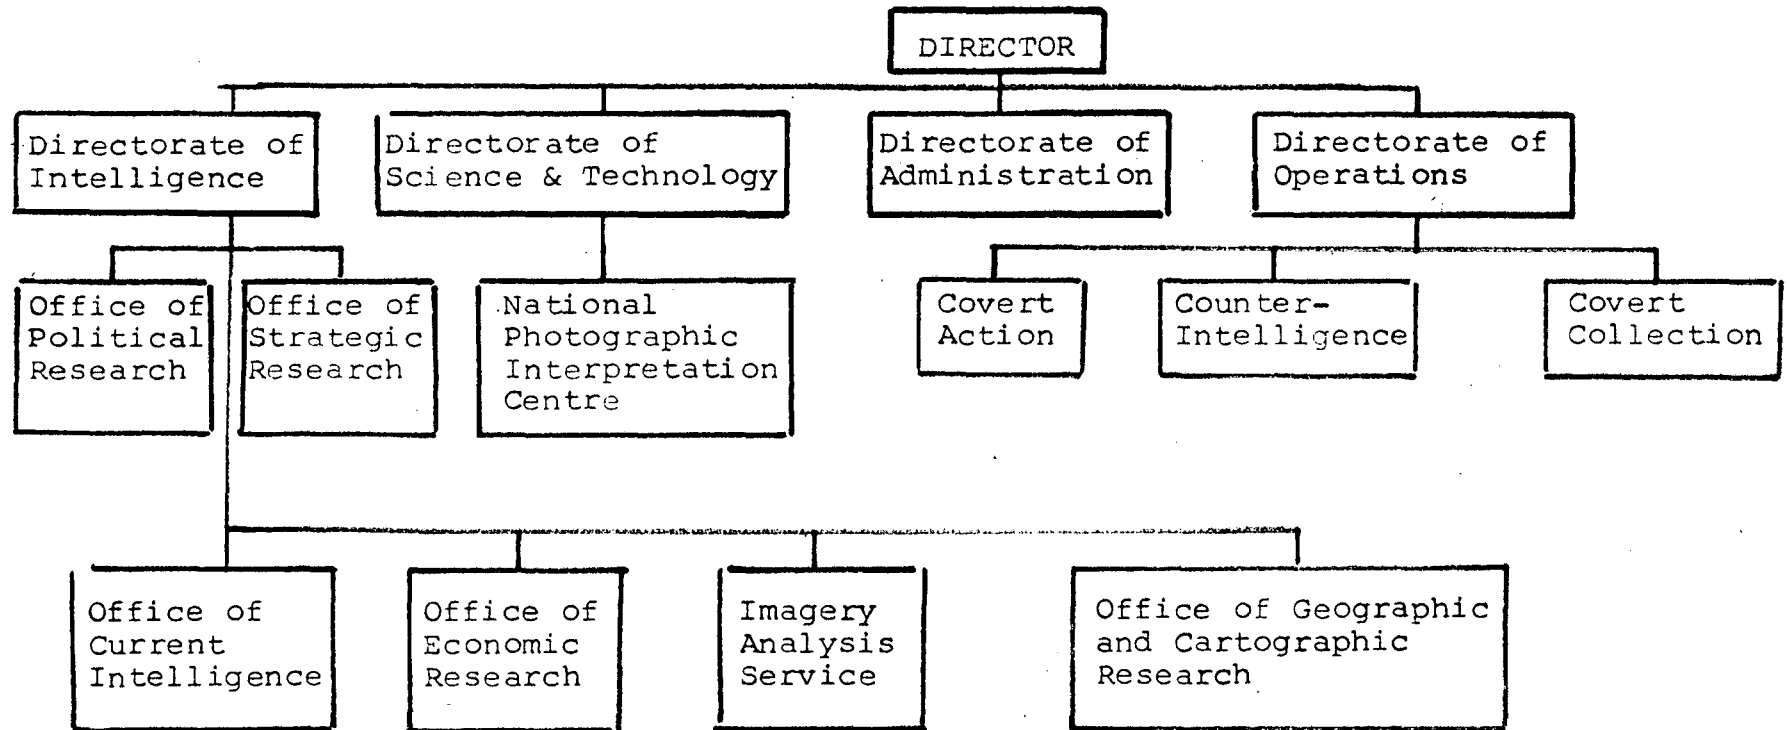 DIRECTOR
Directorate of
Intelligence
Directorate of
Science & Technology
Directorate of
Administration
Directorate of
Operations
Office of
Political
Research
Office of
Strategic
Research
National
Photographic
Interpretation
Centre
Covert
Action
Counter-
Intelligence
Covert
Collection
Office of
Current
Intelligence
Office of
Economic
Research
Imagery
Analysis
Service
Office of Geographic
and Cartographic
Research